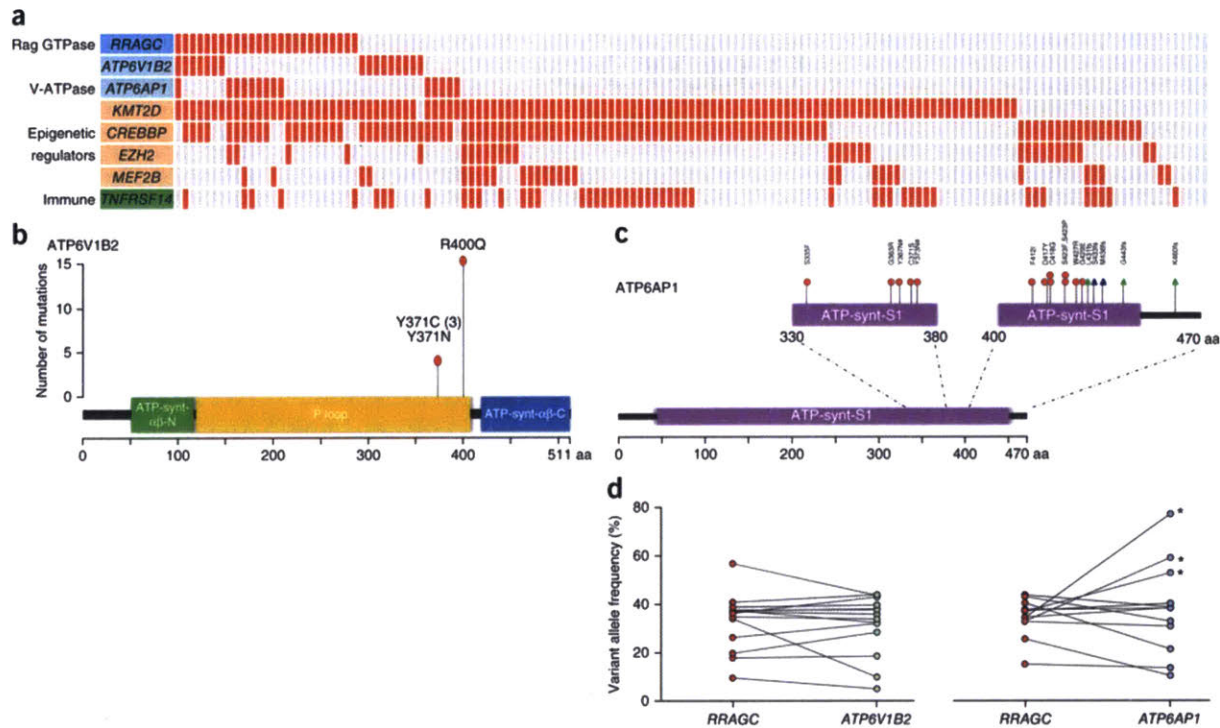 a
Rag GTPase RRAGC
ATP6V1B2
V-ATPase ATP6AP1
KMT2D
Epigenetic CREBBP
regulators EZH2
MEF2B
Immune TNFRSF14
b
ATP6V1B2
R400Q
Y371C (3)
Y371N
Number of mutations
15
10
5
0
ATP-synt-αβ-N
P loop
ATP-synt-αβ-C
0 100 200 300 400 511 aa
c
ATP6AP1
S335F
F412I
G443N
ATP-synt-S1
ATP-synt-S1
330 380 400 470 aa
ATP-synt-S1
0 100 200 300 400 470 aa
d
Variant allele frequency (%)
80
60
40
20
0
* * *
RRAGC ATP6V1B2 RRAGC ATP6AP1